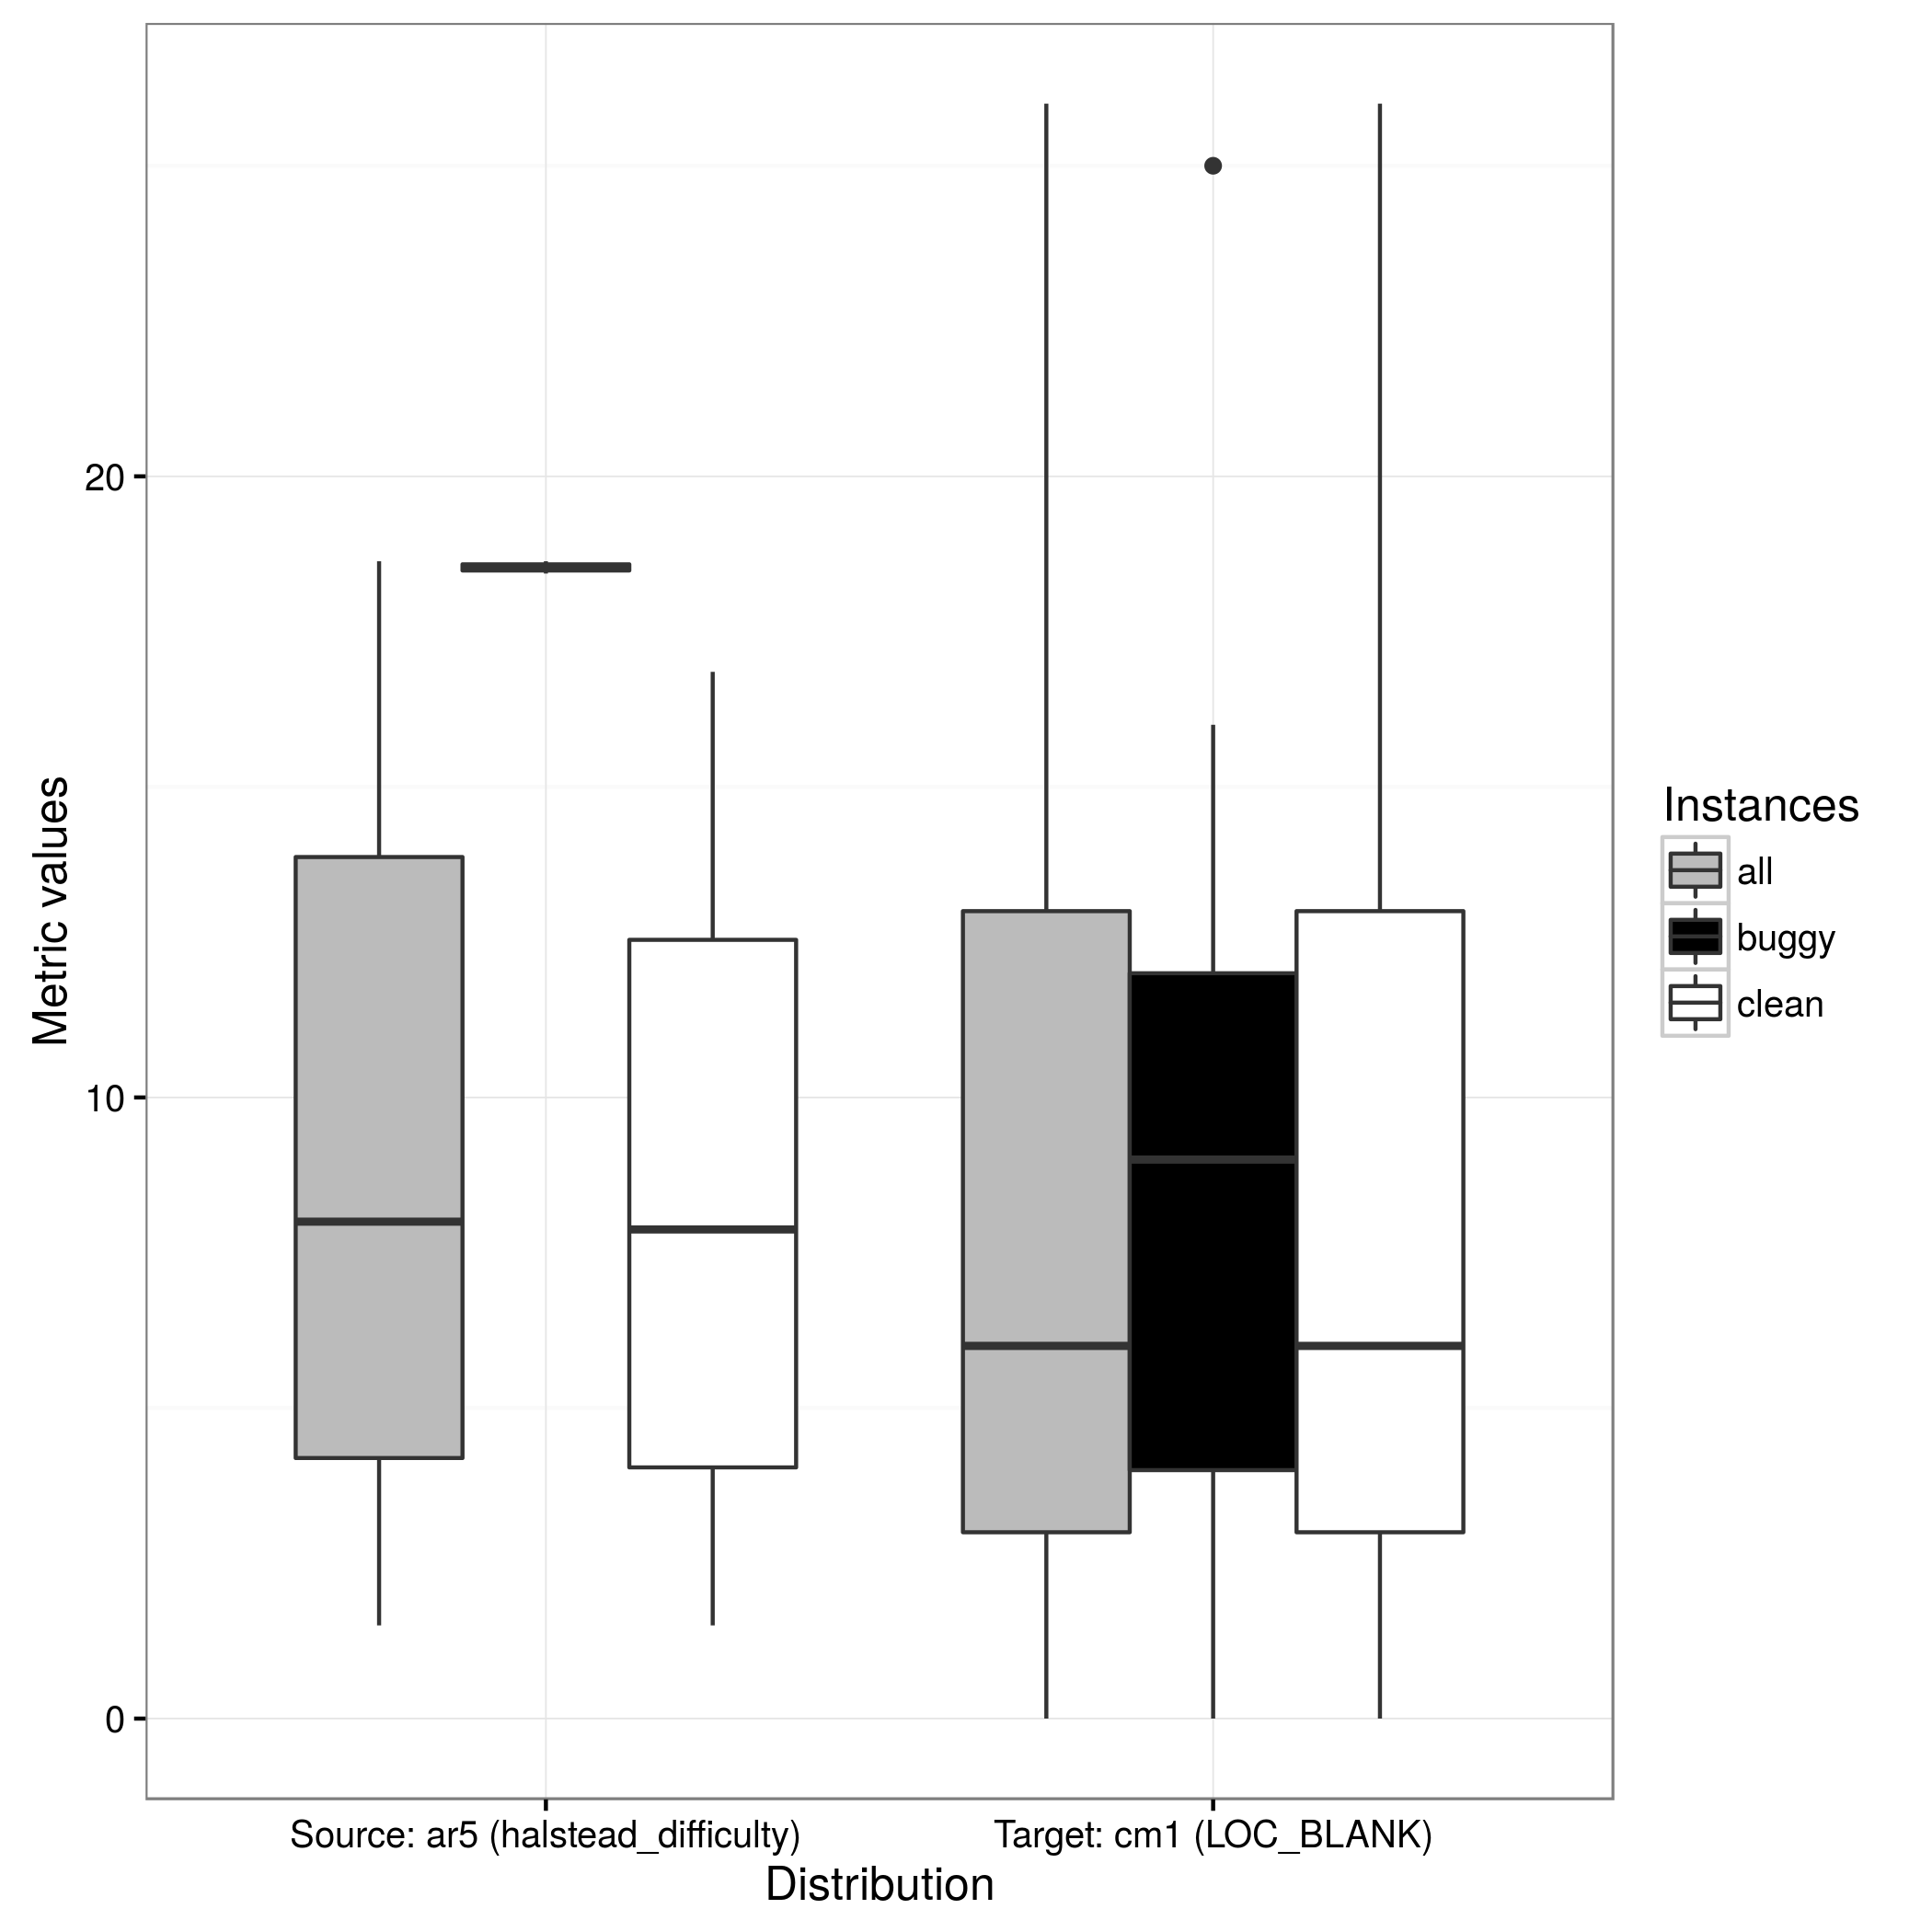 20
10
0
Metric values
Source: ar5 (halstead_difficulty)
Target: cm1 (LOC_BLANK)
Distribution
Instances
all
buggy
clean